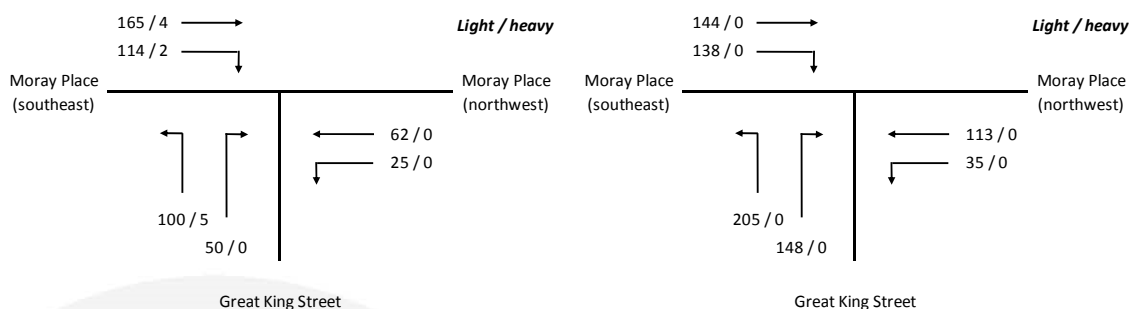 165 / 4
Light / heavy
114 / 2
Moray Place
(southeast)
Moray Place
(northwest)
62 / 0
25 / 0
100 / 5
50 / 0
Great King Street
144 / 0
Light / heavy
138 / 0
Moray Place
(southeast)
Moray Place
(northwest)
113 / 0
35 / 0
205 / 0
148 / 0
Great King Street